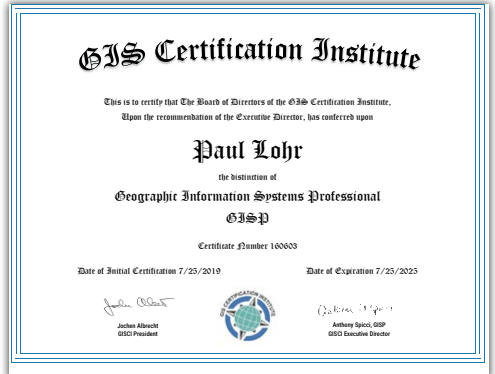 GIS Certification Institute
This is to certify that The Board of Directors of the GIS Certification Institute,
Upon the recommendation of the Executive Director, has conferred upon
Paul Lohr
the distinction of
Geographic Information Systems Professional
GISP
Certificate Number 160603
Date of Initial Certification 7/25/2019 Date of Expiration 7/25/2025
GIS CERTIFICATION INSTITUTE
Jochen Albrecht Anthony Spicci, GISP
GISCI President GISCI Executive Director